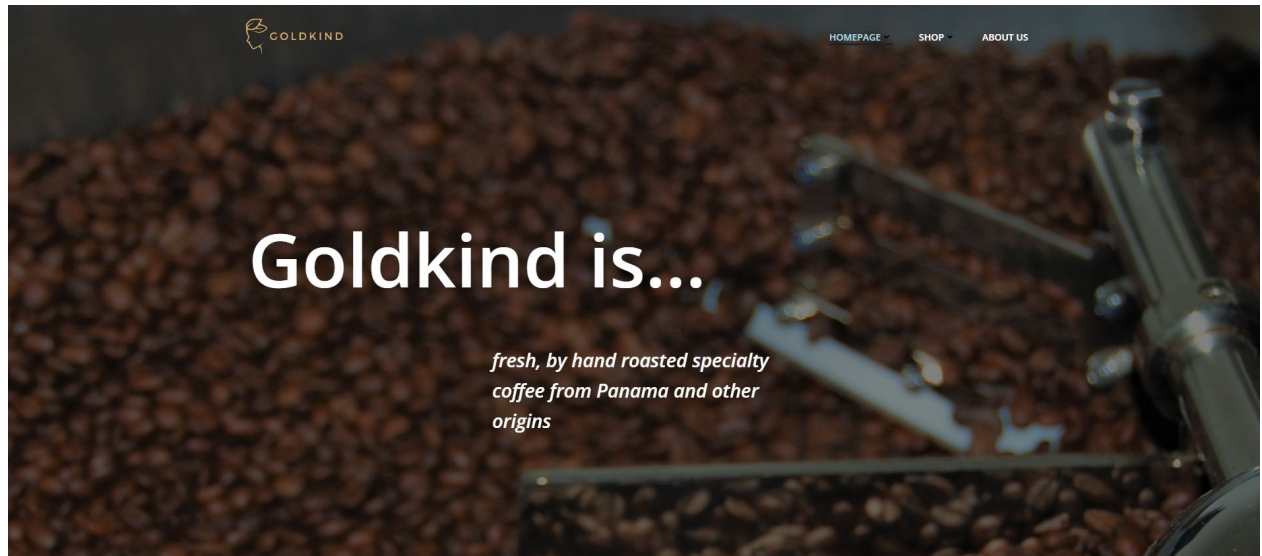 GOLDKIND
HOMEPAGE
SHOP
ABOUT US
Goldkind is...
fresh, by hand roasted specialty
coffee from Panama and other
origins